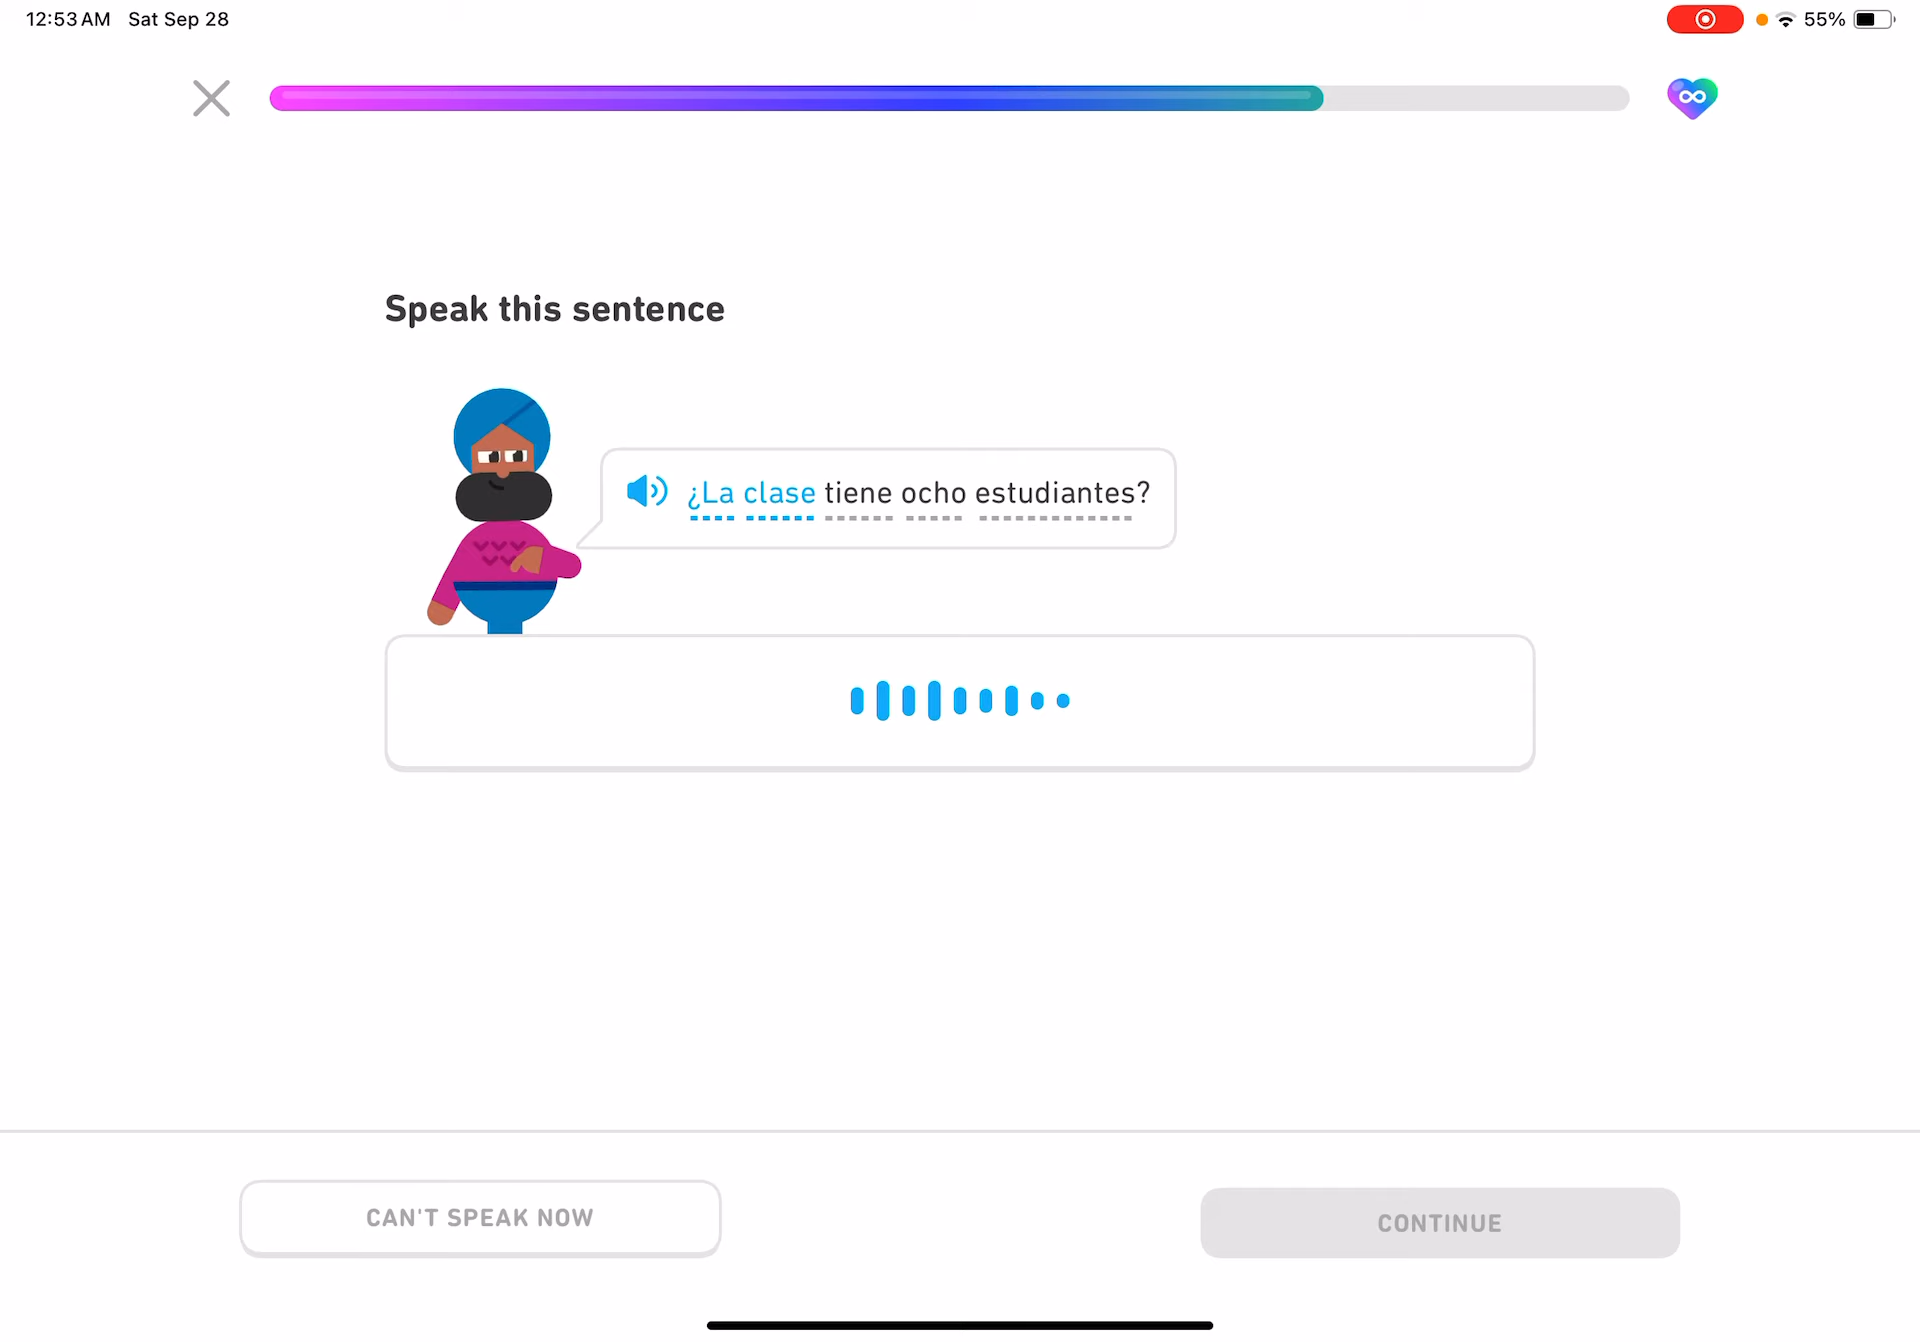 12:53 AM Sat Sep 28
55%
Speak this sentence
¿La clase tiene ocho estudiantes?
CAN'T SPEAK NOW
CONTINUE